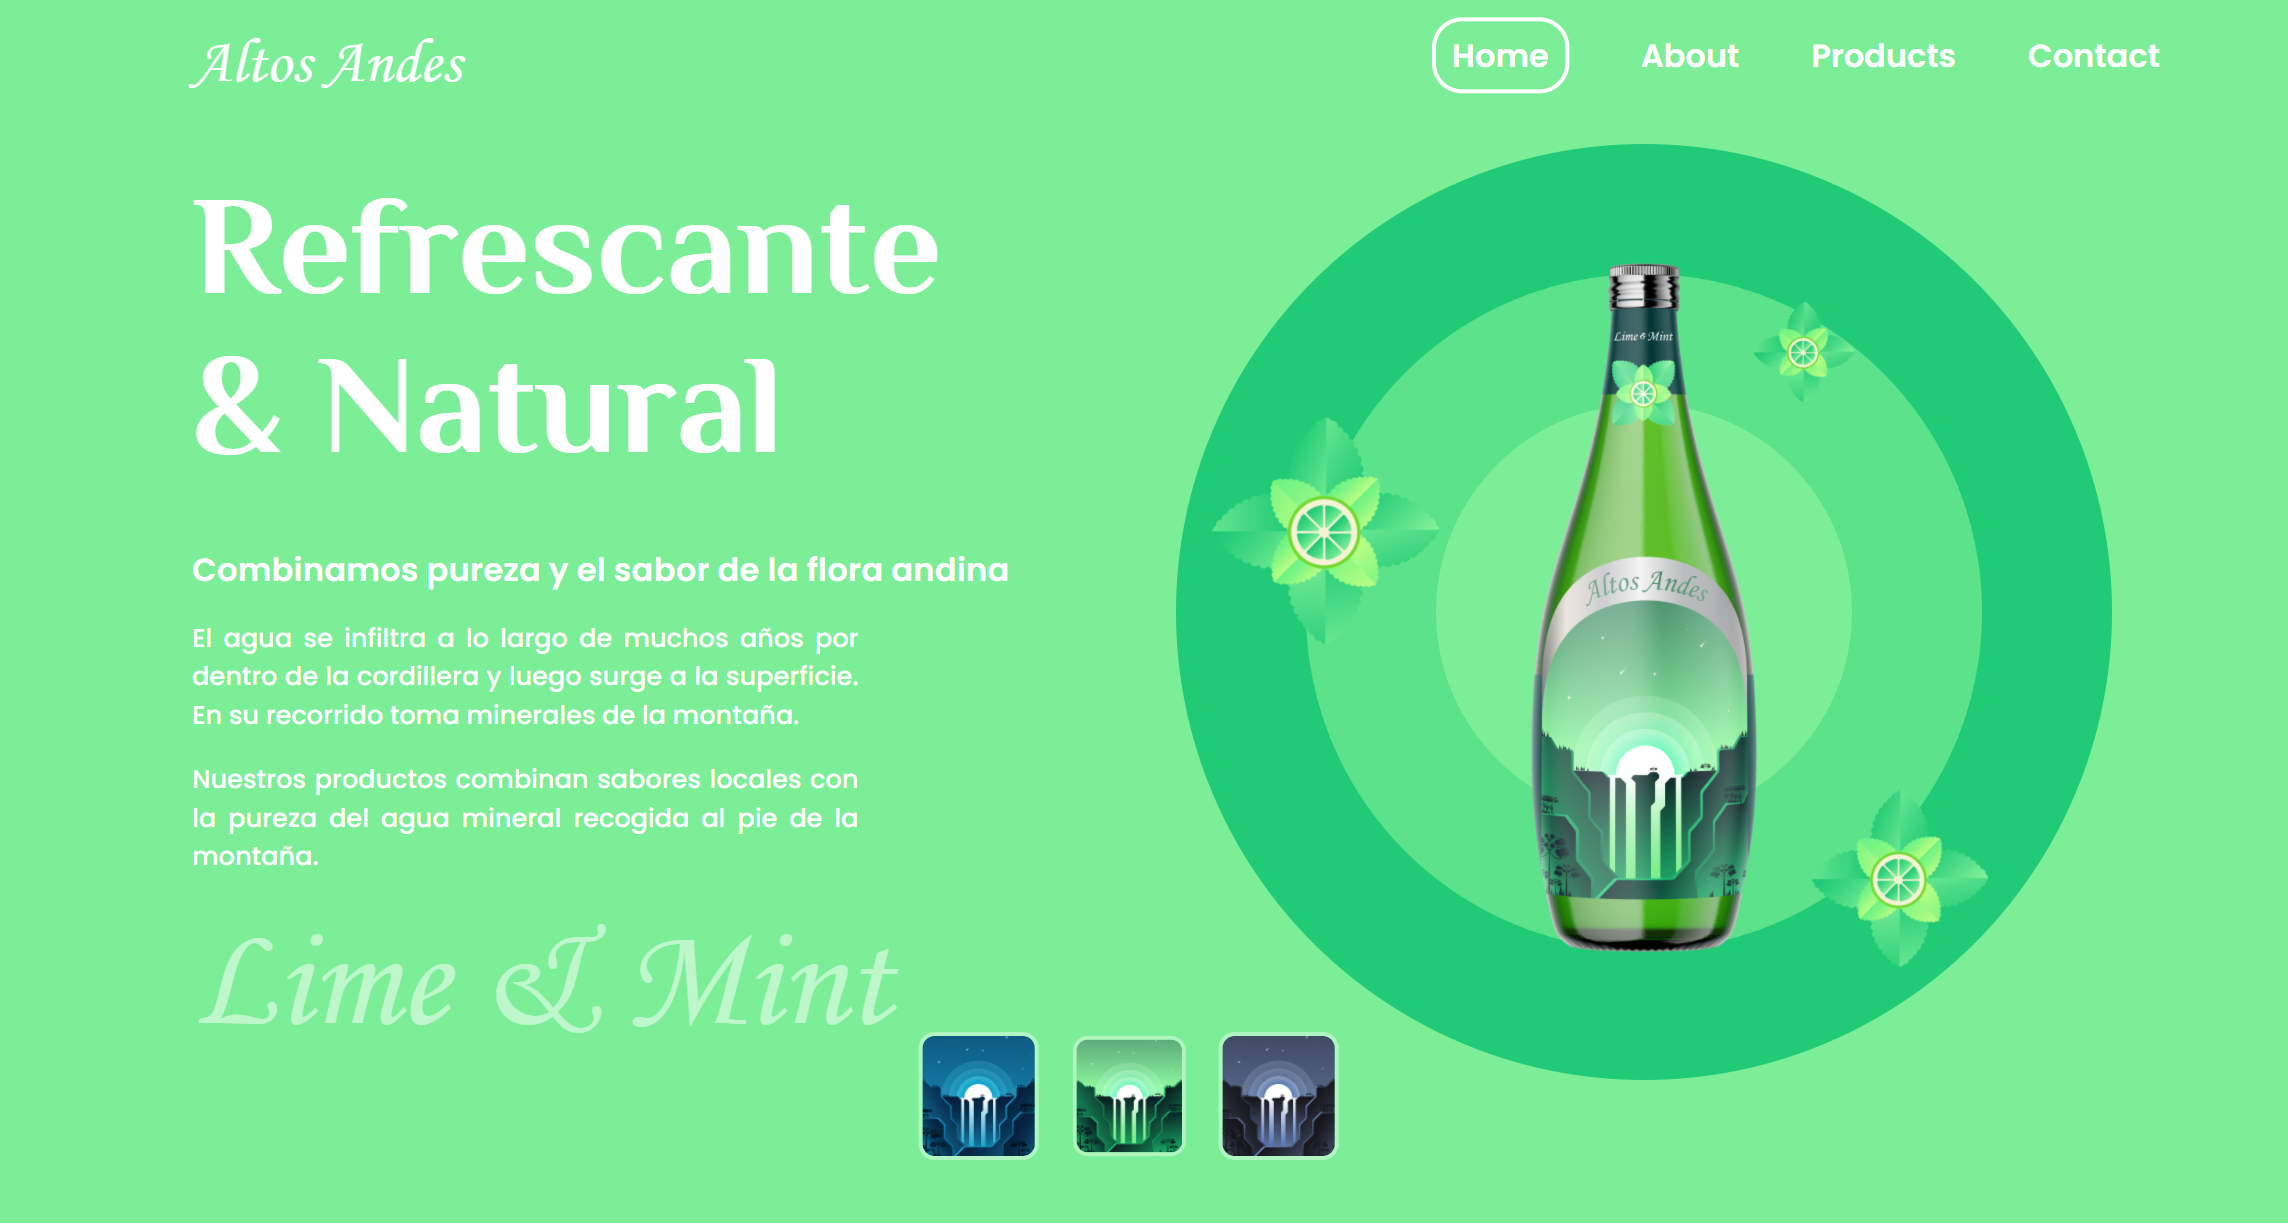 Altos Andes
Home
About
Products
Contact
Refrescante
& Natural
Combinamos pureza y el sabor de la flora andina
El agua se infiltra a lo largo de muchos años por
dentro de la cordillera y luego surge a la superficie.
En su recorrido toma minerales de la montaña.
Nuestros productos combinan sabores locales con
la pureza del agua mineral recogida al pie de la
montaña.
Lime & Mint
Lime & Mint
Altos Andes